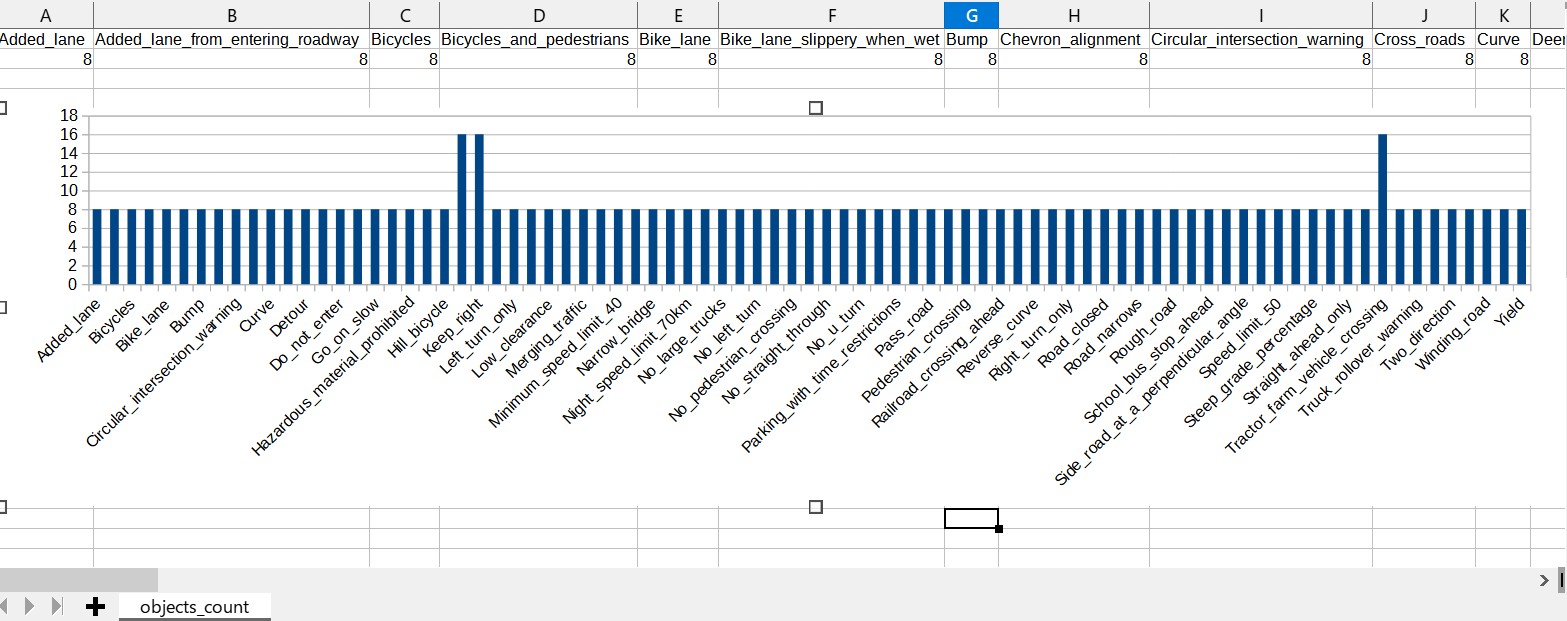 A B C D E F G H I J K
Added_lane Added_lane_from_entering_roadway Bicycles Bicycles_and_pedestrians Bike_lane Bike_lane_slippery_when_wet Bump Chevron_alignment Circular_intersection_warning Cross_roads Curve Deer
8 8 8 8 8 8 8 8 8 8 8
18
16
14
12
10
8
6
4
2
0
Added_lane
Bicycles
Bike_lane
Bump
Circular_intersection_warning
Curve
Detour
Do_not_enter
Go_on_slow
Hazardous_material_prohibited
Hill_bicycle
Keep_right
Left_turn_only
Low_clearance
Merging_traffic
Minimum_speed_limit_40
Narrow_bridge
Night_speed_limit_70km
No_large_trucks
No_left_turn
No_pedestrian_crossing
No_straight_through
No_u_turn
Parking_with_time_restrictions
Pass_road
Pedestrian_crossing
Railroad_crossing_ahead
Reverse_curve
Right_turn_only
Road_closed
Road_narrows
Rough_road
School_bus_stop_ahead
Side_road_at_a_perpendicular_angle
Speed_limit_50
Steep_grade_percentage
Straight_ahead_only
Tractor_farm_vehicle_crossing
Truck_rollover_warning
Two_direction
Winding_road
Yield
objects_count